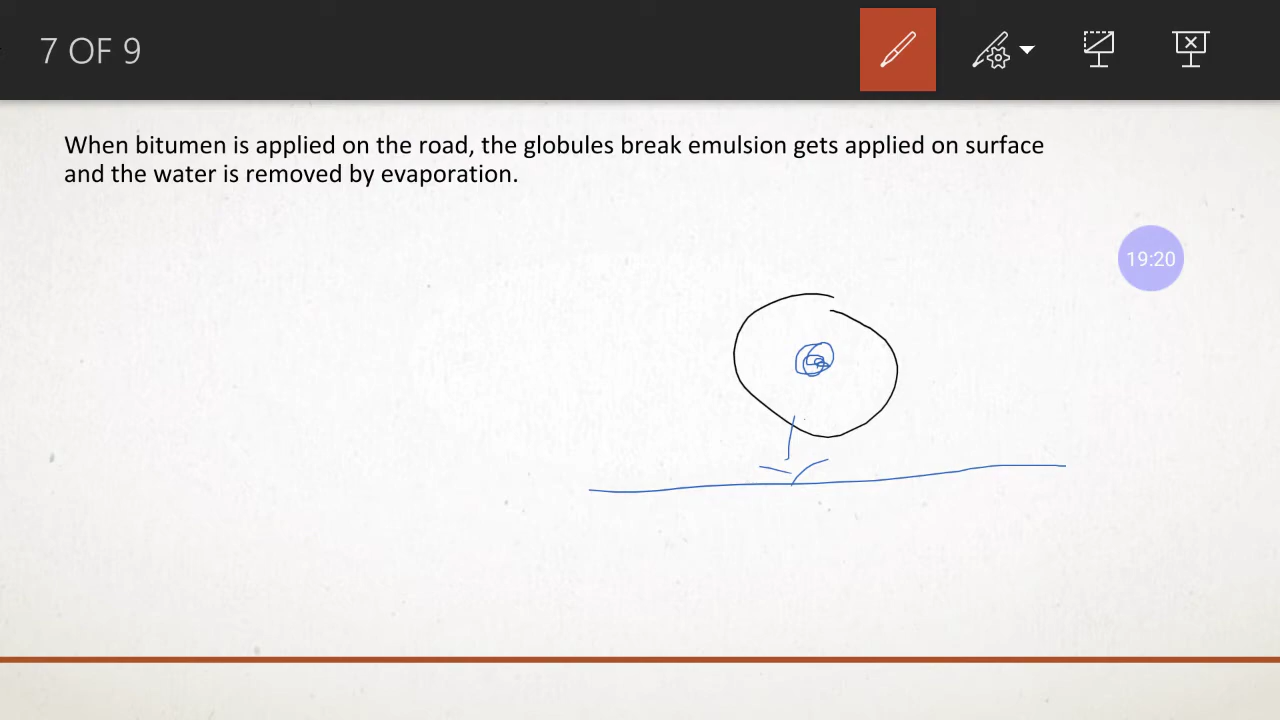 7 OF 9
When bitumen is applied on the road, the globules break emulsion gets applied on surface
and the water is removed by evaporation.
19:20